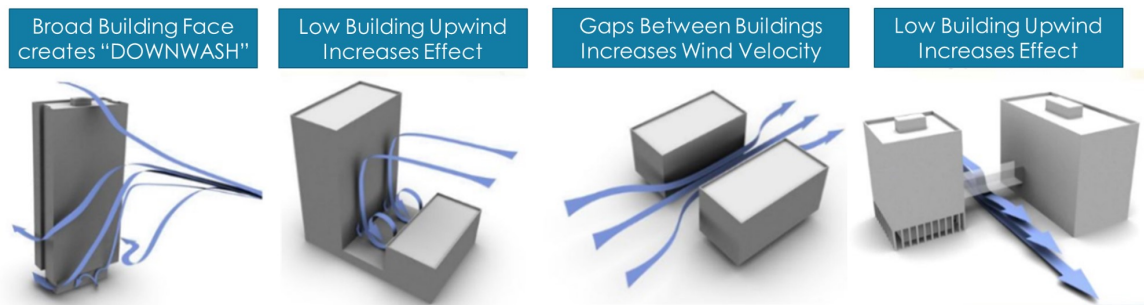 Broad Building Face
creates “DOWNWASH”
Low Building Upwind
Increases Effect
Gaps Between Buildings
Increases Wind Velocity
Low Building Upwind
Increases Effect